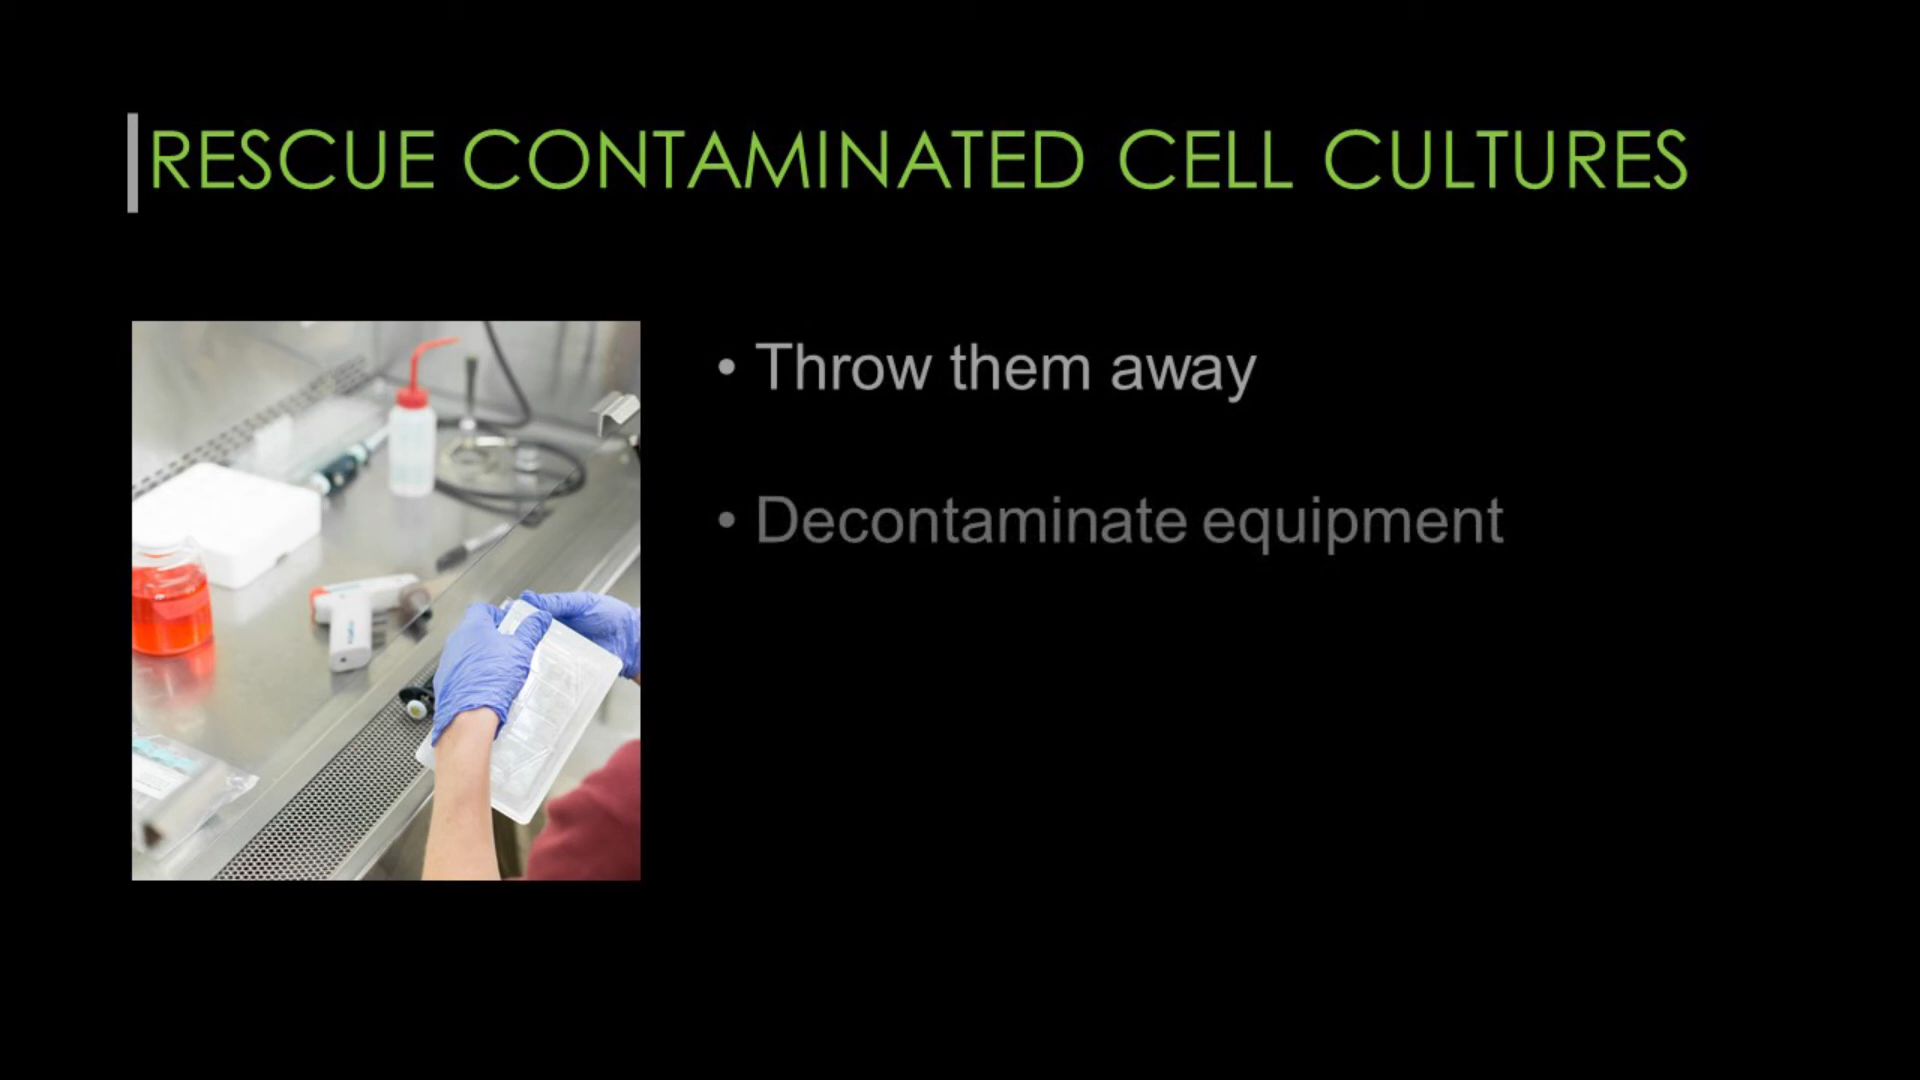 RESCUE CONTAMINATED CELL CULTURES
• Throw them away
• Decontaminate equipment